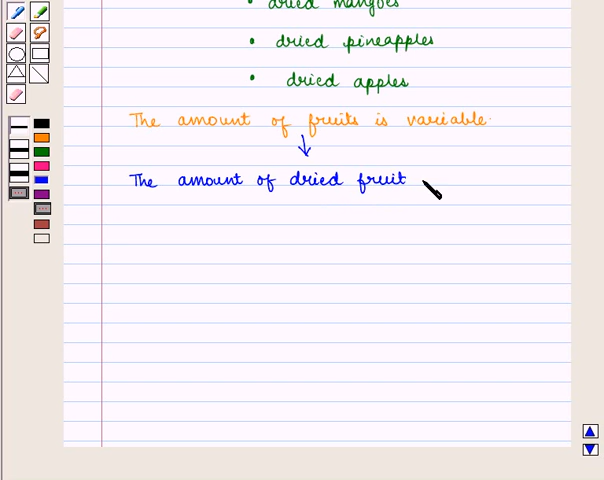 • dried mangoes
• dried pineapples
• dried apples
The amount of fruits is variable.
The amount of dried fruit